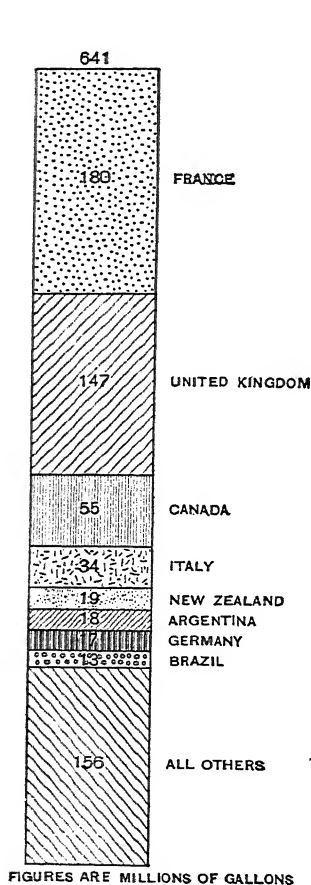 641
180 FRANCE
147 UNITED KINGDOM
55 CANADA
34 ITALY
19 NEW ZEALAND
18 ARGENTINA
17 GERMANY
13 BRAZIL
156 ALL OTHERS
FIGURES ARE MILLIONS OF GALLONS